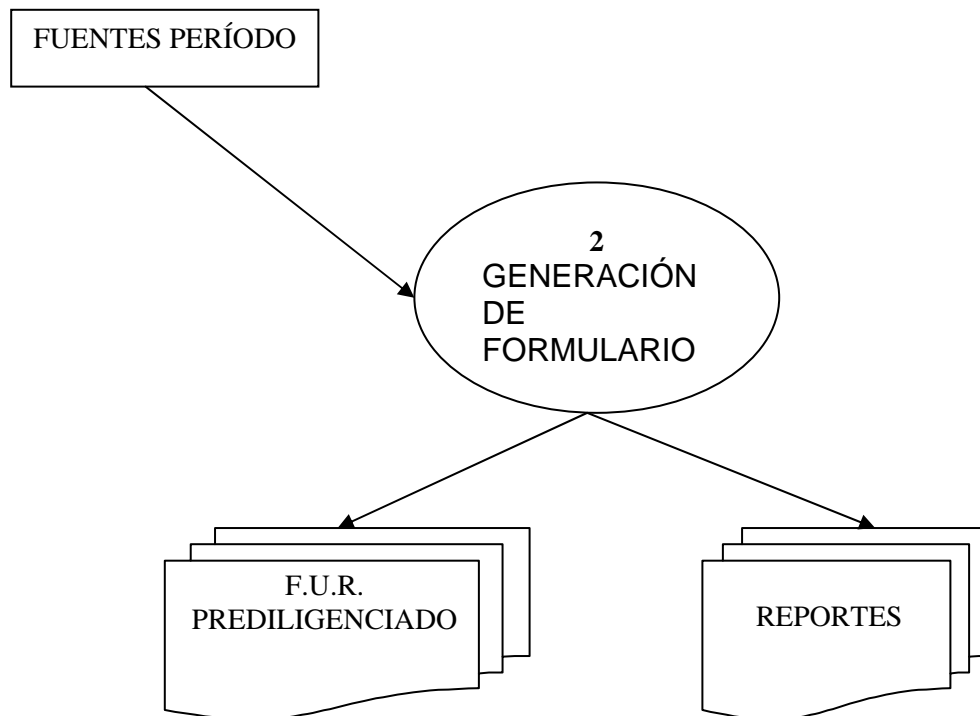 FUENTES PERÍODO
2
GENERACIÓN
DE
FORMULARIO
F.U.R.
PREDILIGENCIADO
REPORTES